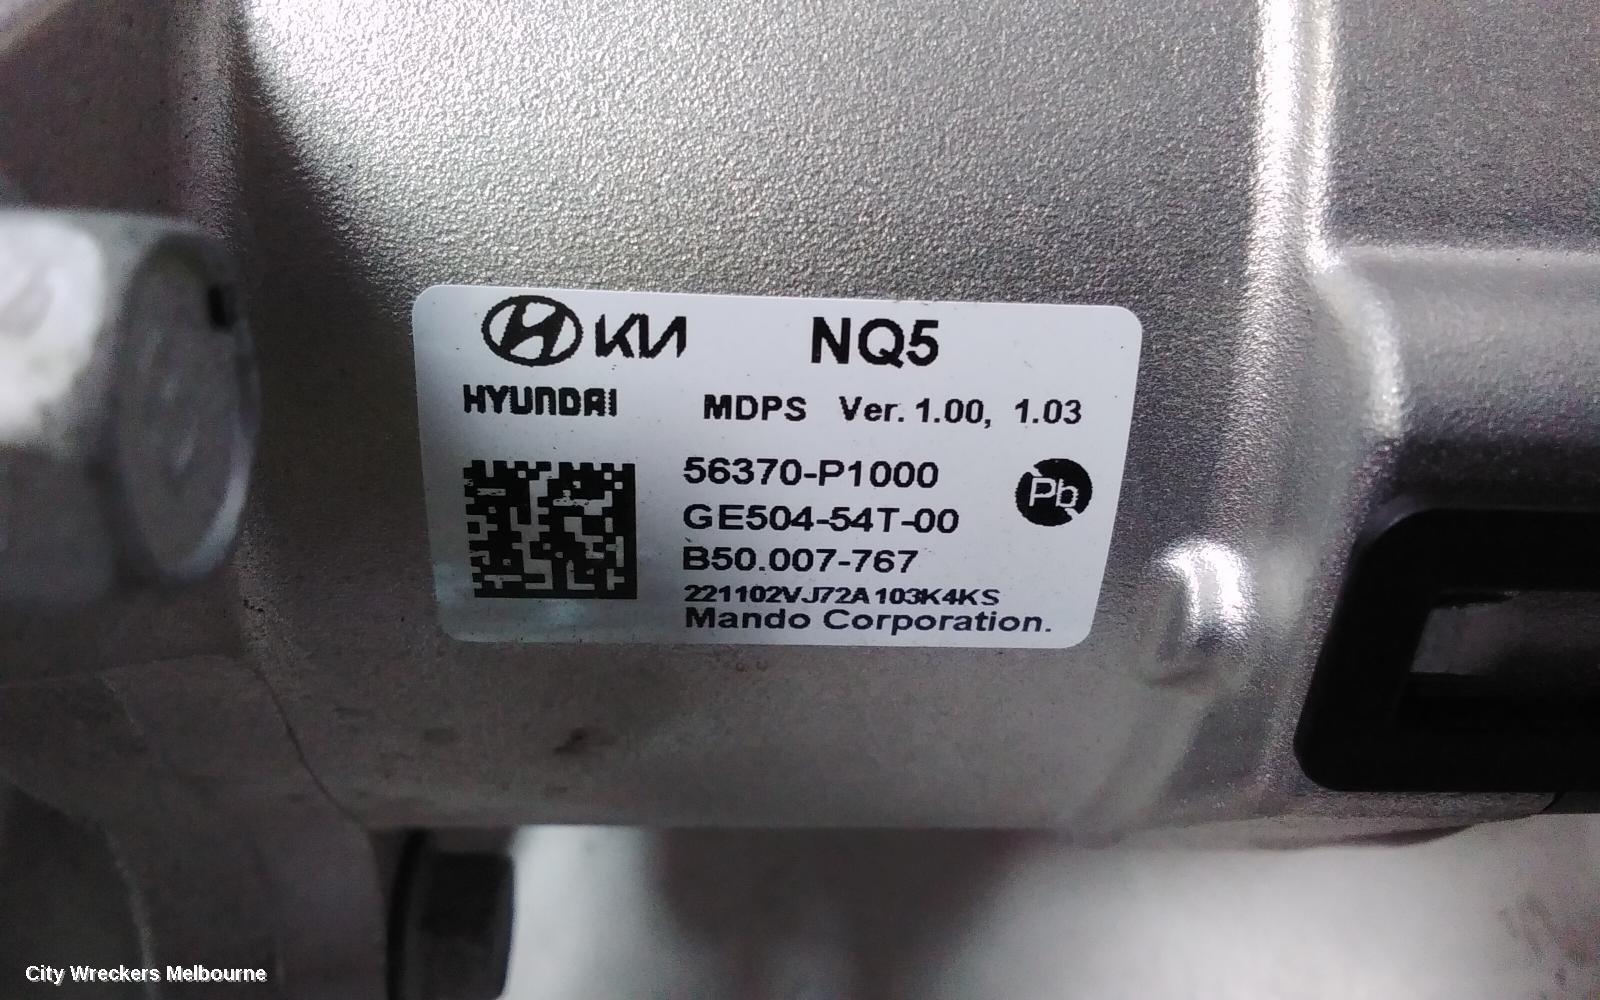 KIA NQ5
HYUNDAI MDPS Ver. 1.00, 1.03
56370-P1000
Pb
GE504-54T-00
B50.007-767
221102VJ72A103K4KS
Mando Corporation.
City Wreckers Melbourne